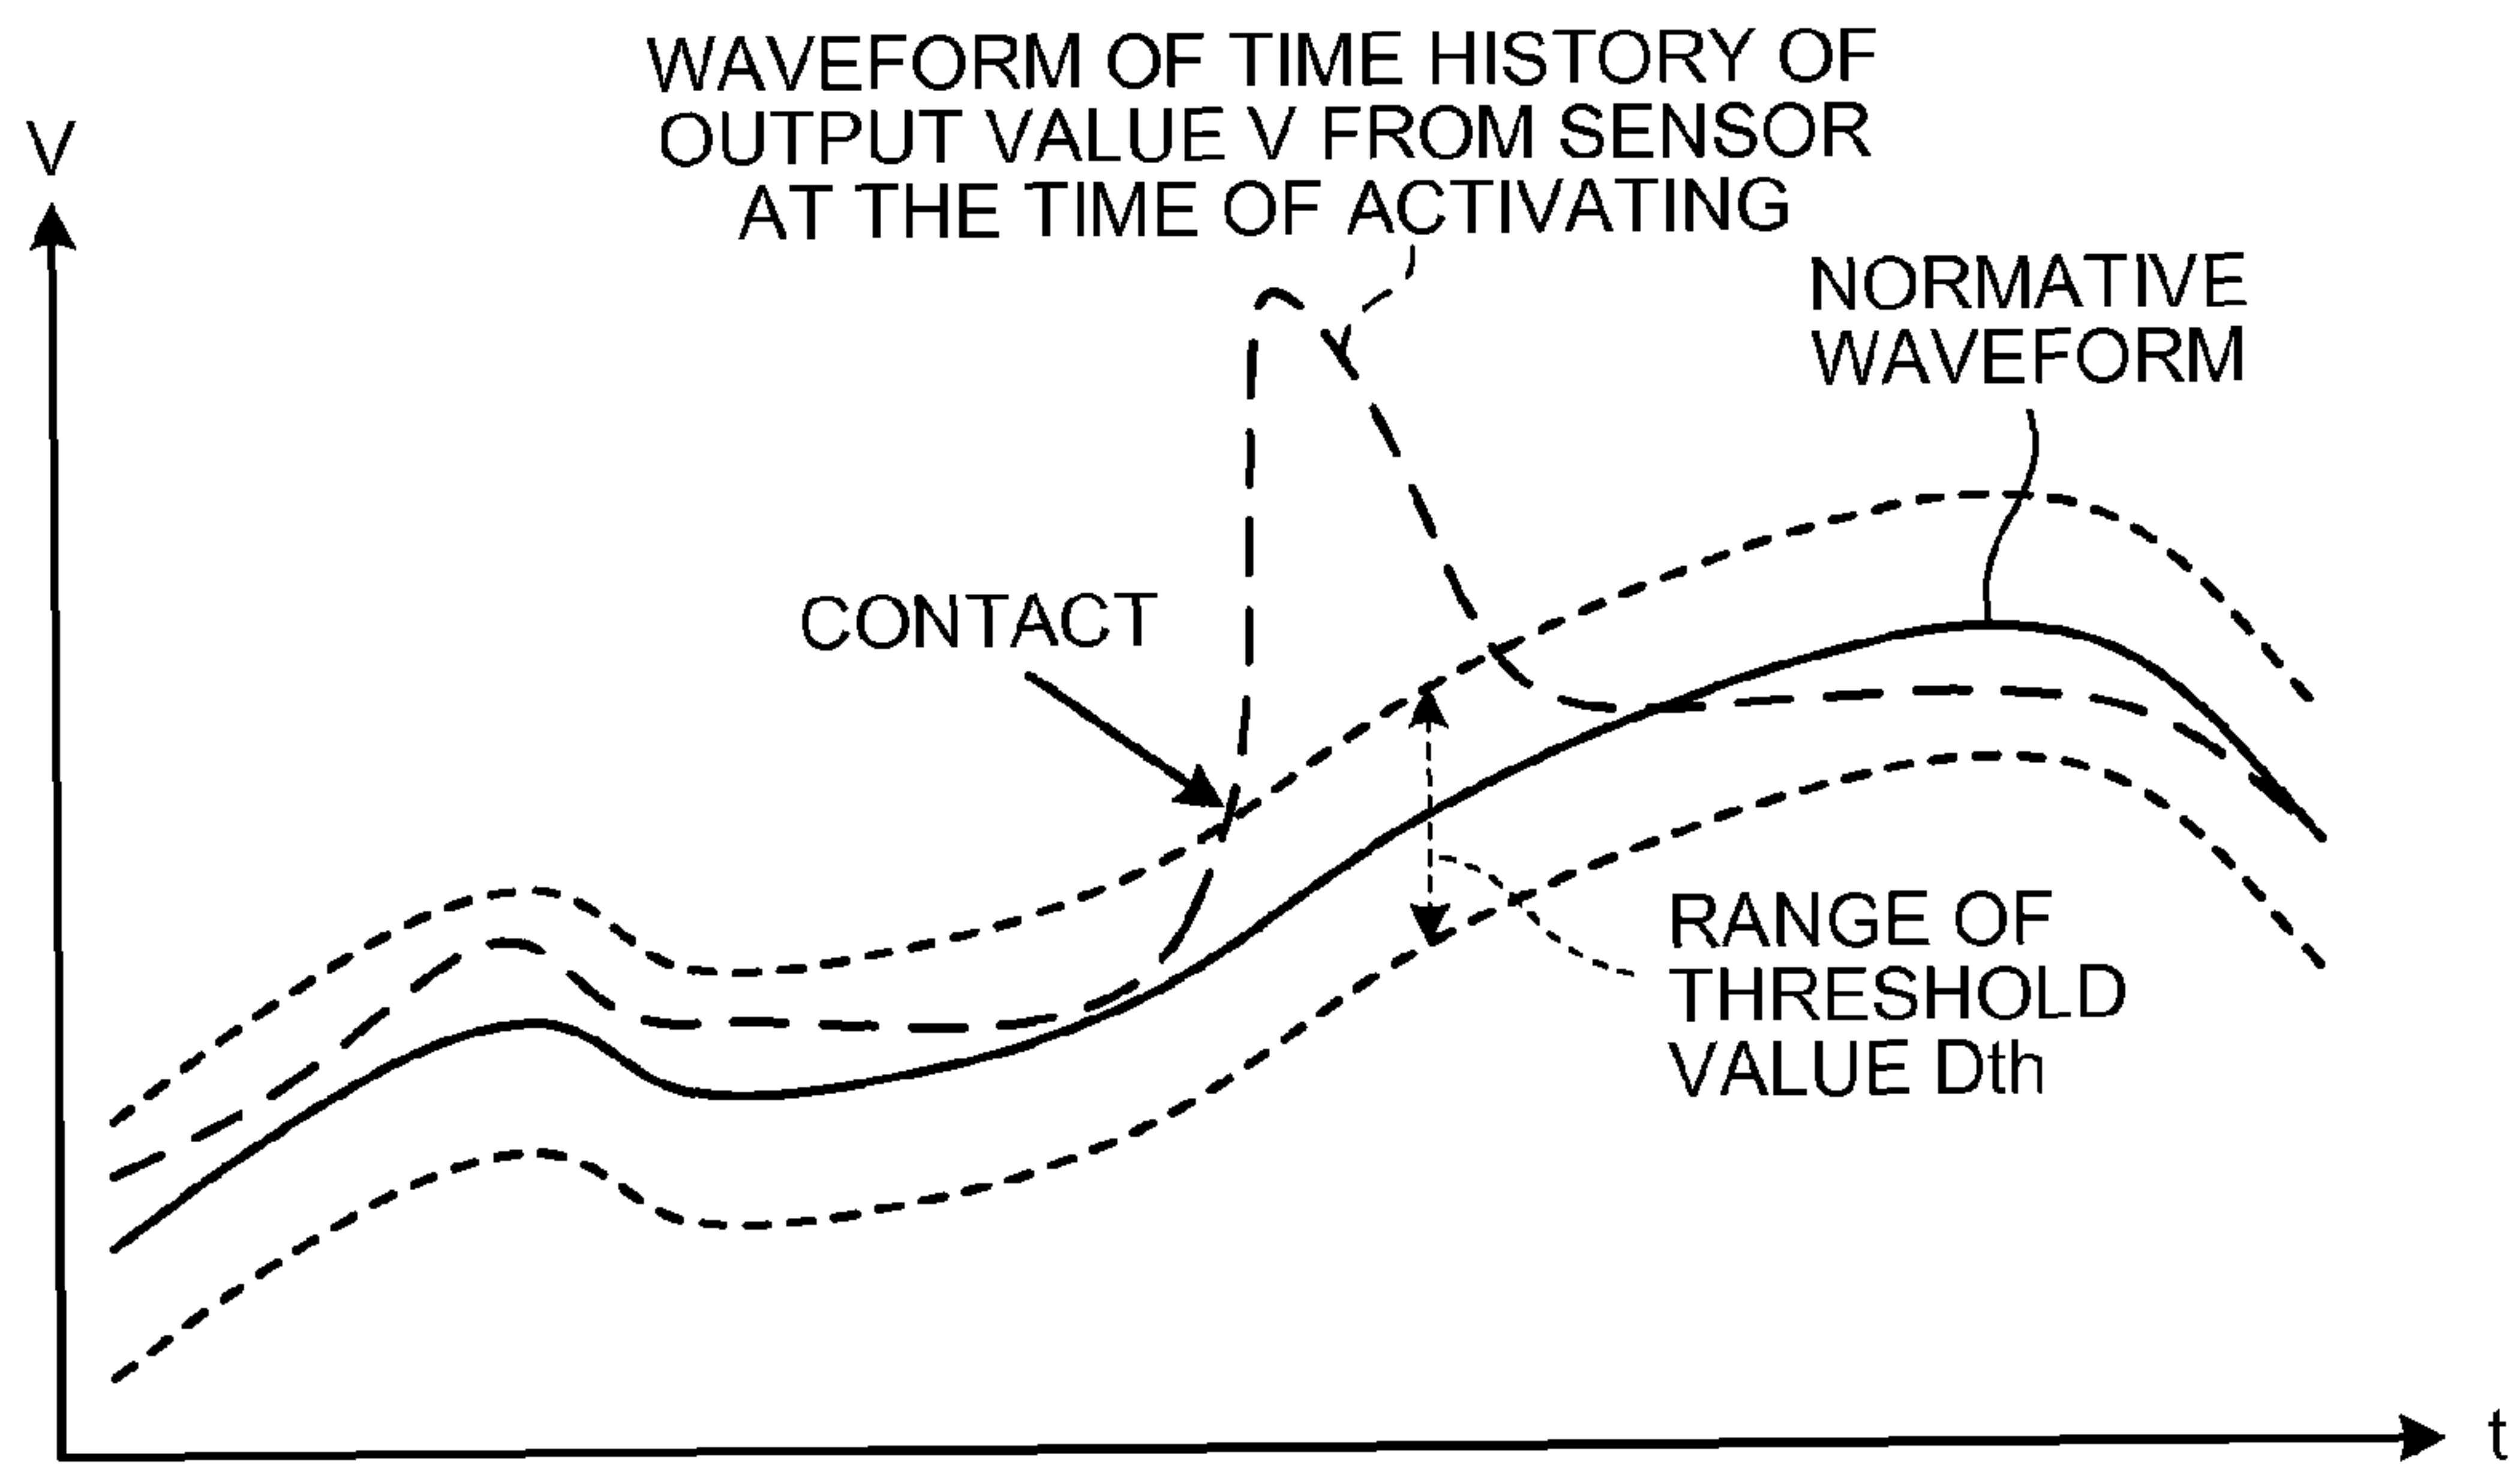 WAVEFORM OF TIME HISTORY OF
OUTPUT VALUE V FROM SENSOR
AT THE TIME OF ACTIVATING
V
NORMATIVE
WAVEFORM
CONTACT
RANGE OF
THRESHOLD
VALUE Dth
t